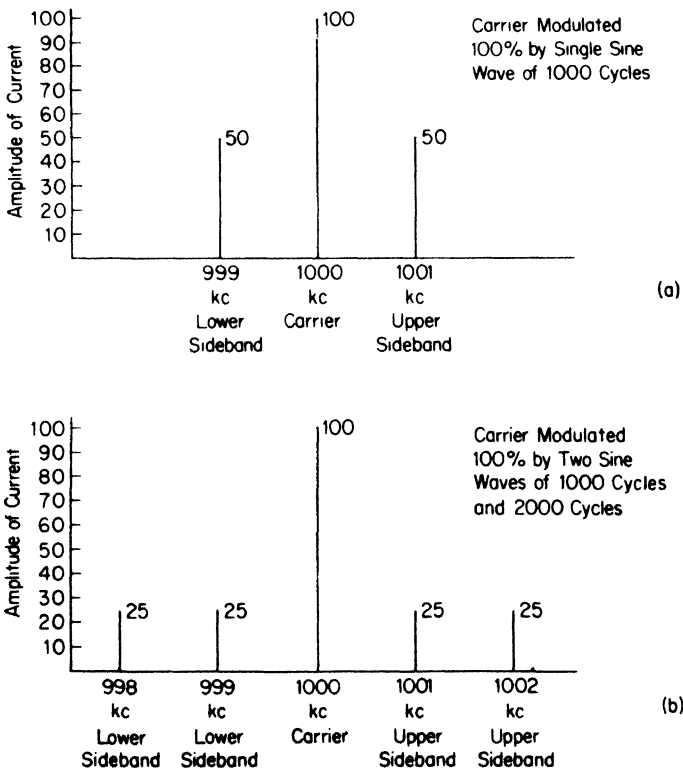 Amplitude of Current
100
90
80
70
60
50
40
30
20
10
100
50
50
Carrier Modulated
100% by Single Sine
Wave of 1000 Cycles
999 1000 1001
kc kc kc
Lower Carrier Upper
Sideband Sideband
(a)
Amplitude of Current
100
90
80
70
60
50
40
30
20
10
100
25 25 25 25
Carrier Modulated
100% by Two Sine
Waves of 1000 Cycles
and 2000 Cycles
998 999 1000 1001 1002
kc kc kc kc kc
Lower Lower Carrier Upper Upper
Sideband Sideband Sideband Sideband
(b)